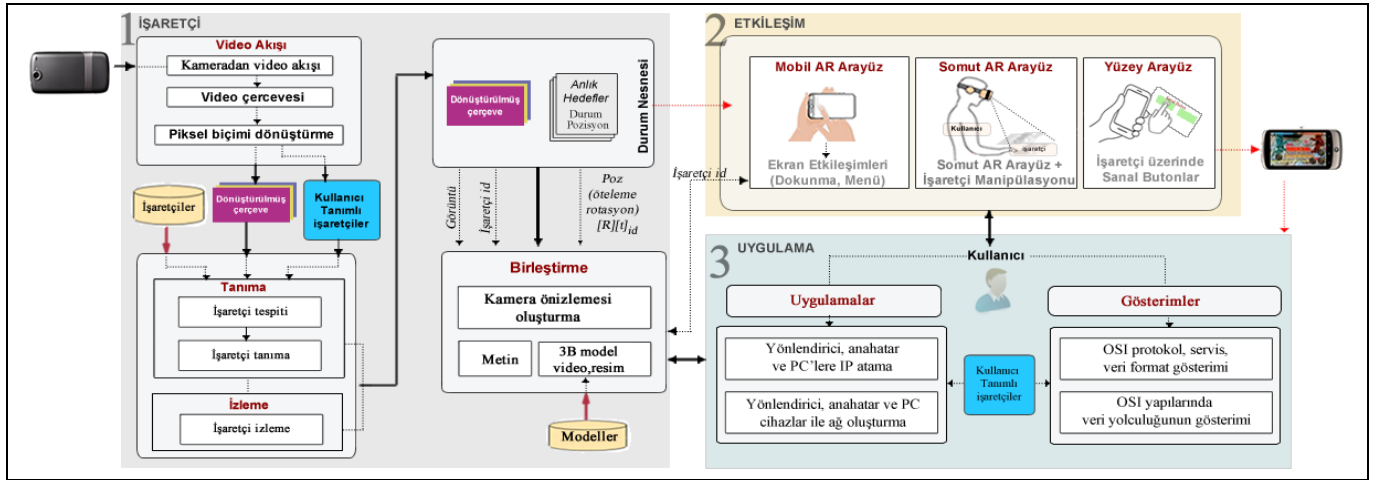 1 İŞARETÇİ
Video Akışı
Kameradan video akışı
Video çercevesi
Piksel biçimi dönüştürme
İşaretçiler
Dönüştürülmüş
çerçeve
Kullanıcı
Tanımlı
işaretçiler
Tanıma
İşaretçi tespiti
İşaretçi tanıma
İzleme
İşaretçi izleme
Dönüştürülmüş
çerçeve
Anlık
Hedefler
Durum
Pozisyon
Durum Nesnesi
Görüntü
İşaretçi id
Poz
(öteleme
rotasyon)
[R][t]id
İşaretçi id
Birleştirme
Kamera önizlemesi
oluşturma
Metin
3B model
video,resim
Modeller
2 ETKİLEŞİM
Mobil AR Arayüz
Ekran Etkileşimleri
(Dokunma, Menü)
Somut AR Arayüz
Kullanıcı
işaretçi
Somut AR Arayüz +
İşaretçi Manipülasyonu
Yüzey Arayüz
İşaretçi üzerinde
Sanal Butonlar
3 UYGULAMA
Kullanıcı
Uygulamalar
Yönlendirici, anahatar
ve PC'lere IP atama
Yönlendirici, anahatar ve PC
cihazlar ile ağ oluşturma
Kullanıcı
Tanımlı
işaretçiler
Gösterimler
OSI protokol, servis,
veri format gösterimi
OSI yapılarında
veri yolculuğunun gösterimi